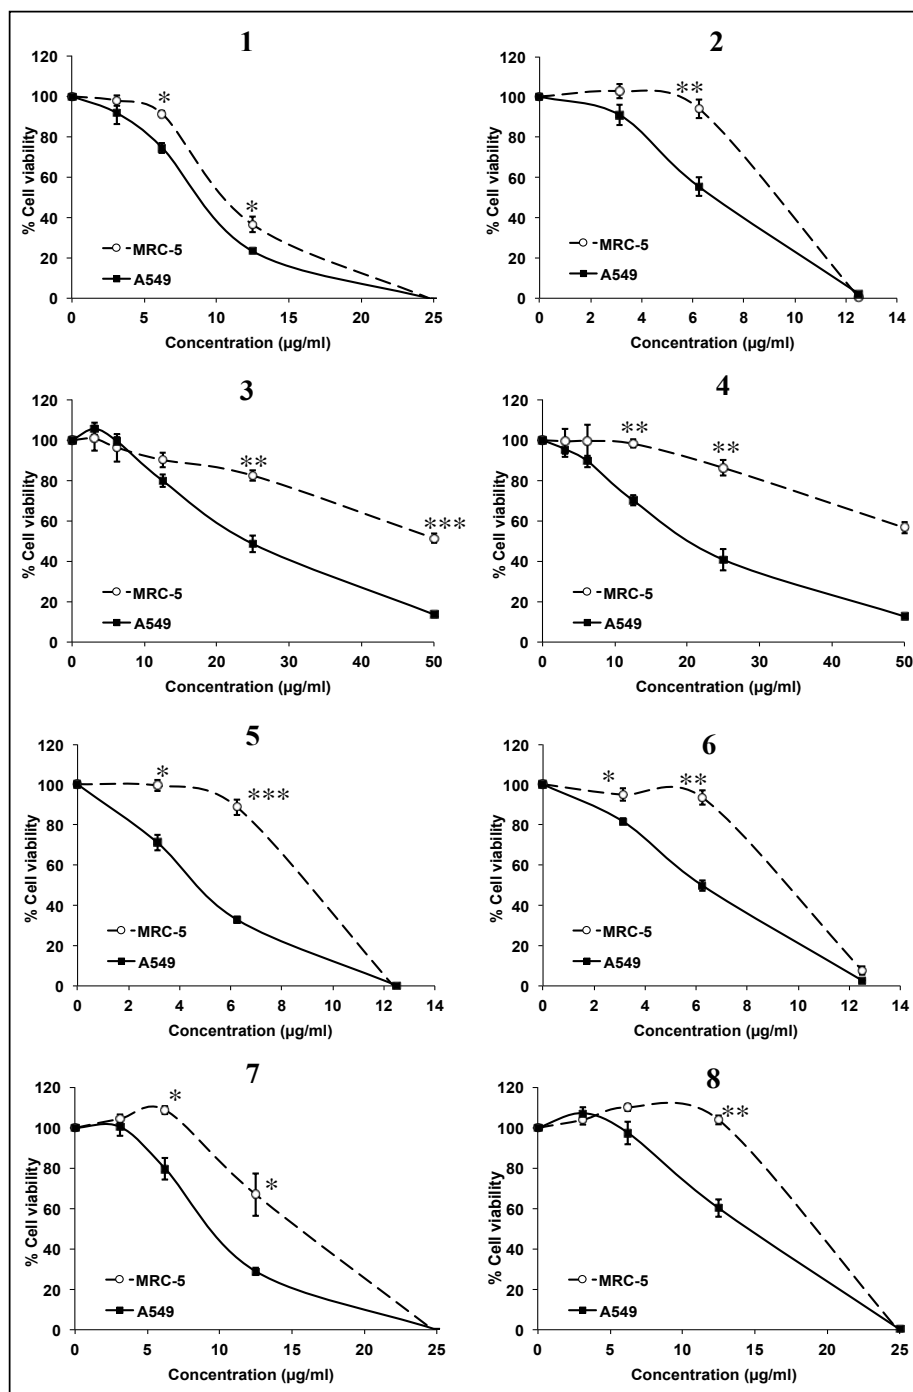 1
% Cell viability
120
100
80
60
40
20
0
*
*
MRC-5
A549
0 5 10 15 20 25
Concentration (µg/ml)
2
% Cell viability
120
100
80
60
40
20
0
**
MRC-5
A549
0 2 4 6 8 10 12 14
Concentration (µg/ml)
3
% Cell viability
120
100
80
60
40
20
0
**
***
MRC-5
A549
0 10 20 30 40 50
Concentration (µg/ml)
4
% Cell viability
120
100
80
60
40
20
0
**
**
MRC-5
A549
0 10 20 30 40 50
Concentration (µg/ml)
5
% Cell viability
120
100
80
60
40
20
0
*
***
MRC-5
A549
0 2 4 6 8 10 12 14
Concentration (µg/ml)
6
% Cell viability
120
100
80
60
40
20
0
*
**
MRC-5
A549
0 2 4 6 8 10 12 14
Concentration (µg/ml)
7
% Cell viability
120
100
80
60
40
20
0
*
*
MRC-5
A549
0 5 10 15 20 25
Concentration (µg/ml)
8
% Cell viability
120
100
80
60
40
20
0
**
MRC-5
A549
0 5 10 15 20 25
Concentration (µg/ml)